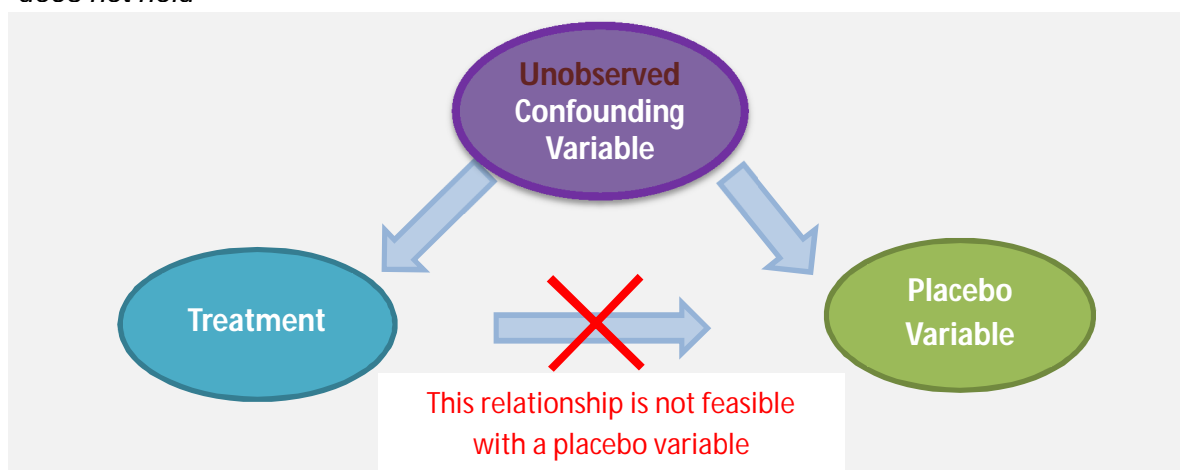 Unobserved
Confounding
Variable
Treatment
Placebo
Variable
This relationship is not feasible
with a placebo variable